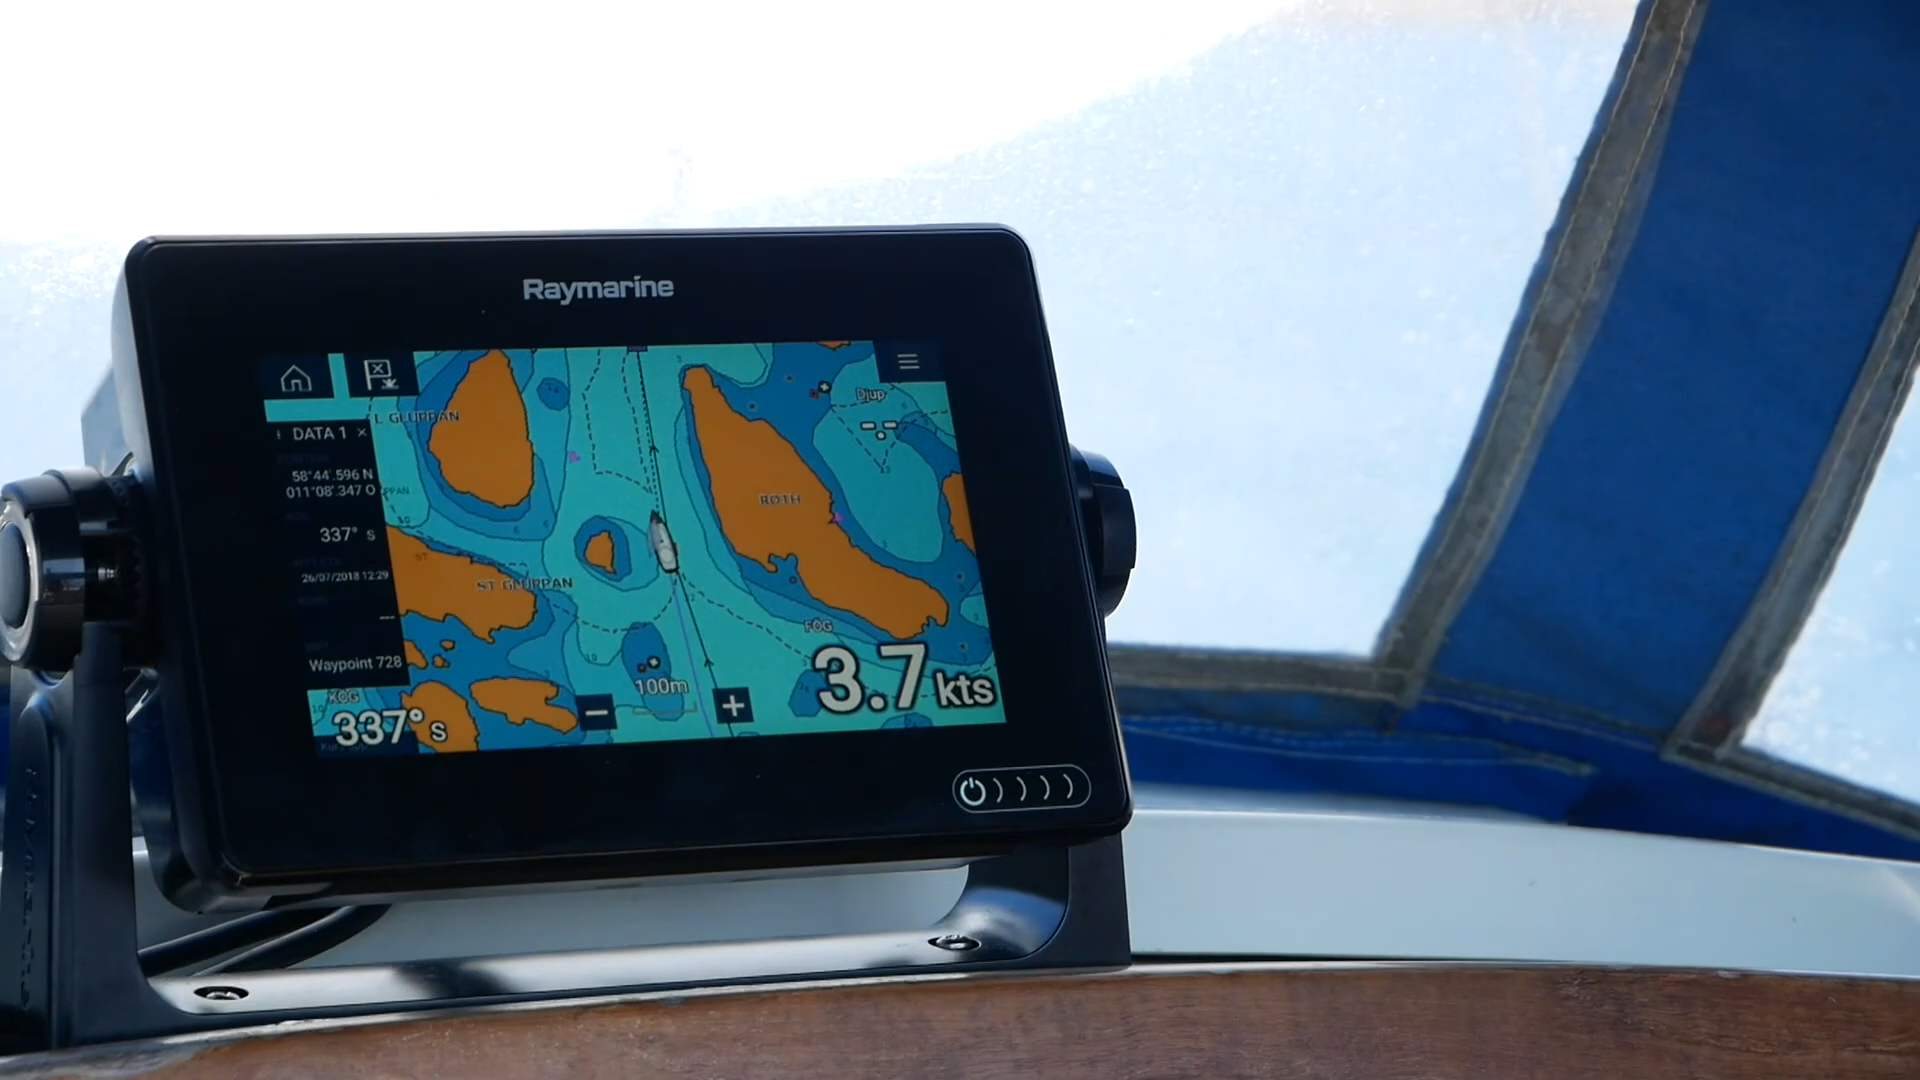 Raymarine
L GLUPPAN
Djup
DATA 1 ×
58°44'.596 N
011°08'.347 O
337° s
26/07/2018 12:29
---
Waypoint 728
ROTH
ST GLUPPAN
FOG
KOG
337° s
− 100m +
3.7 kts